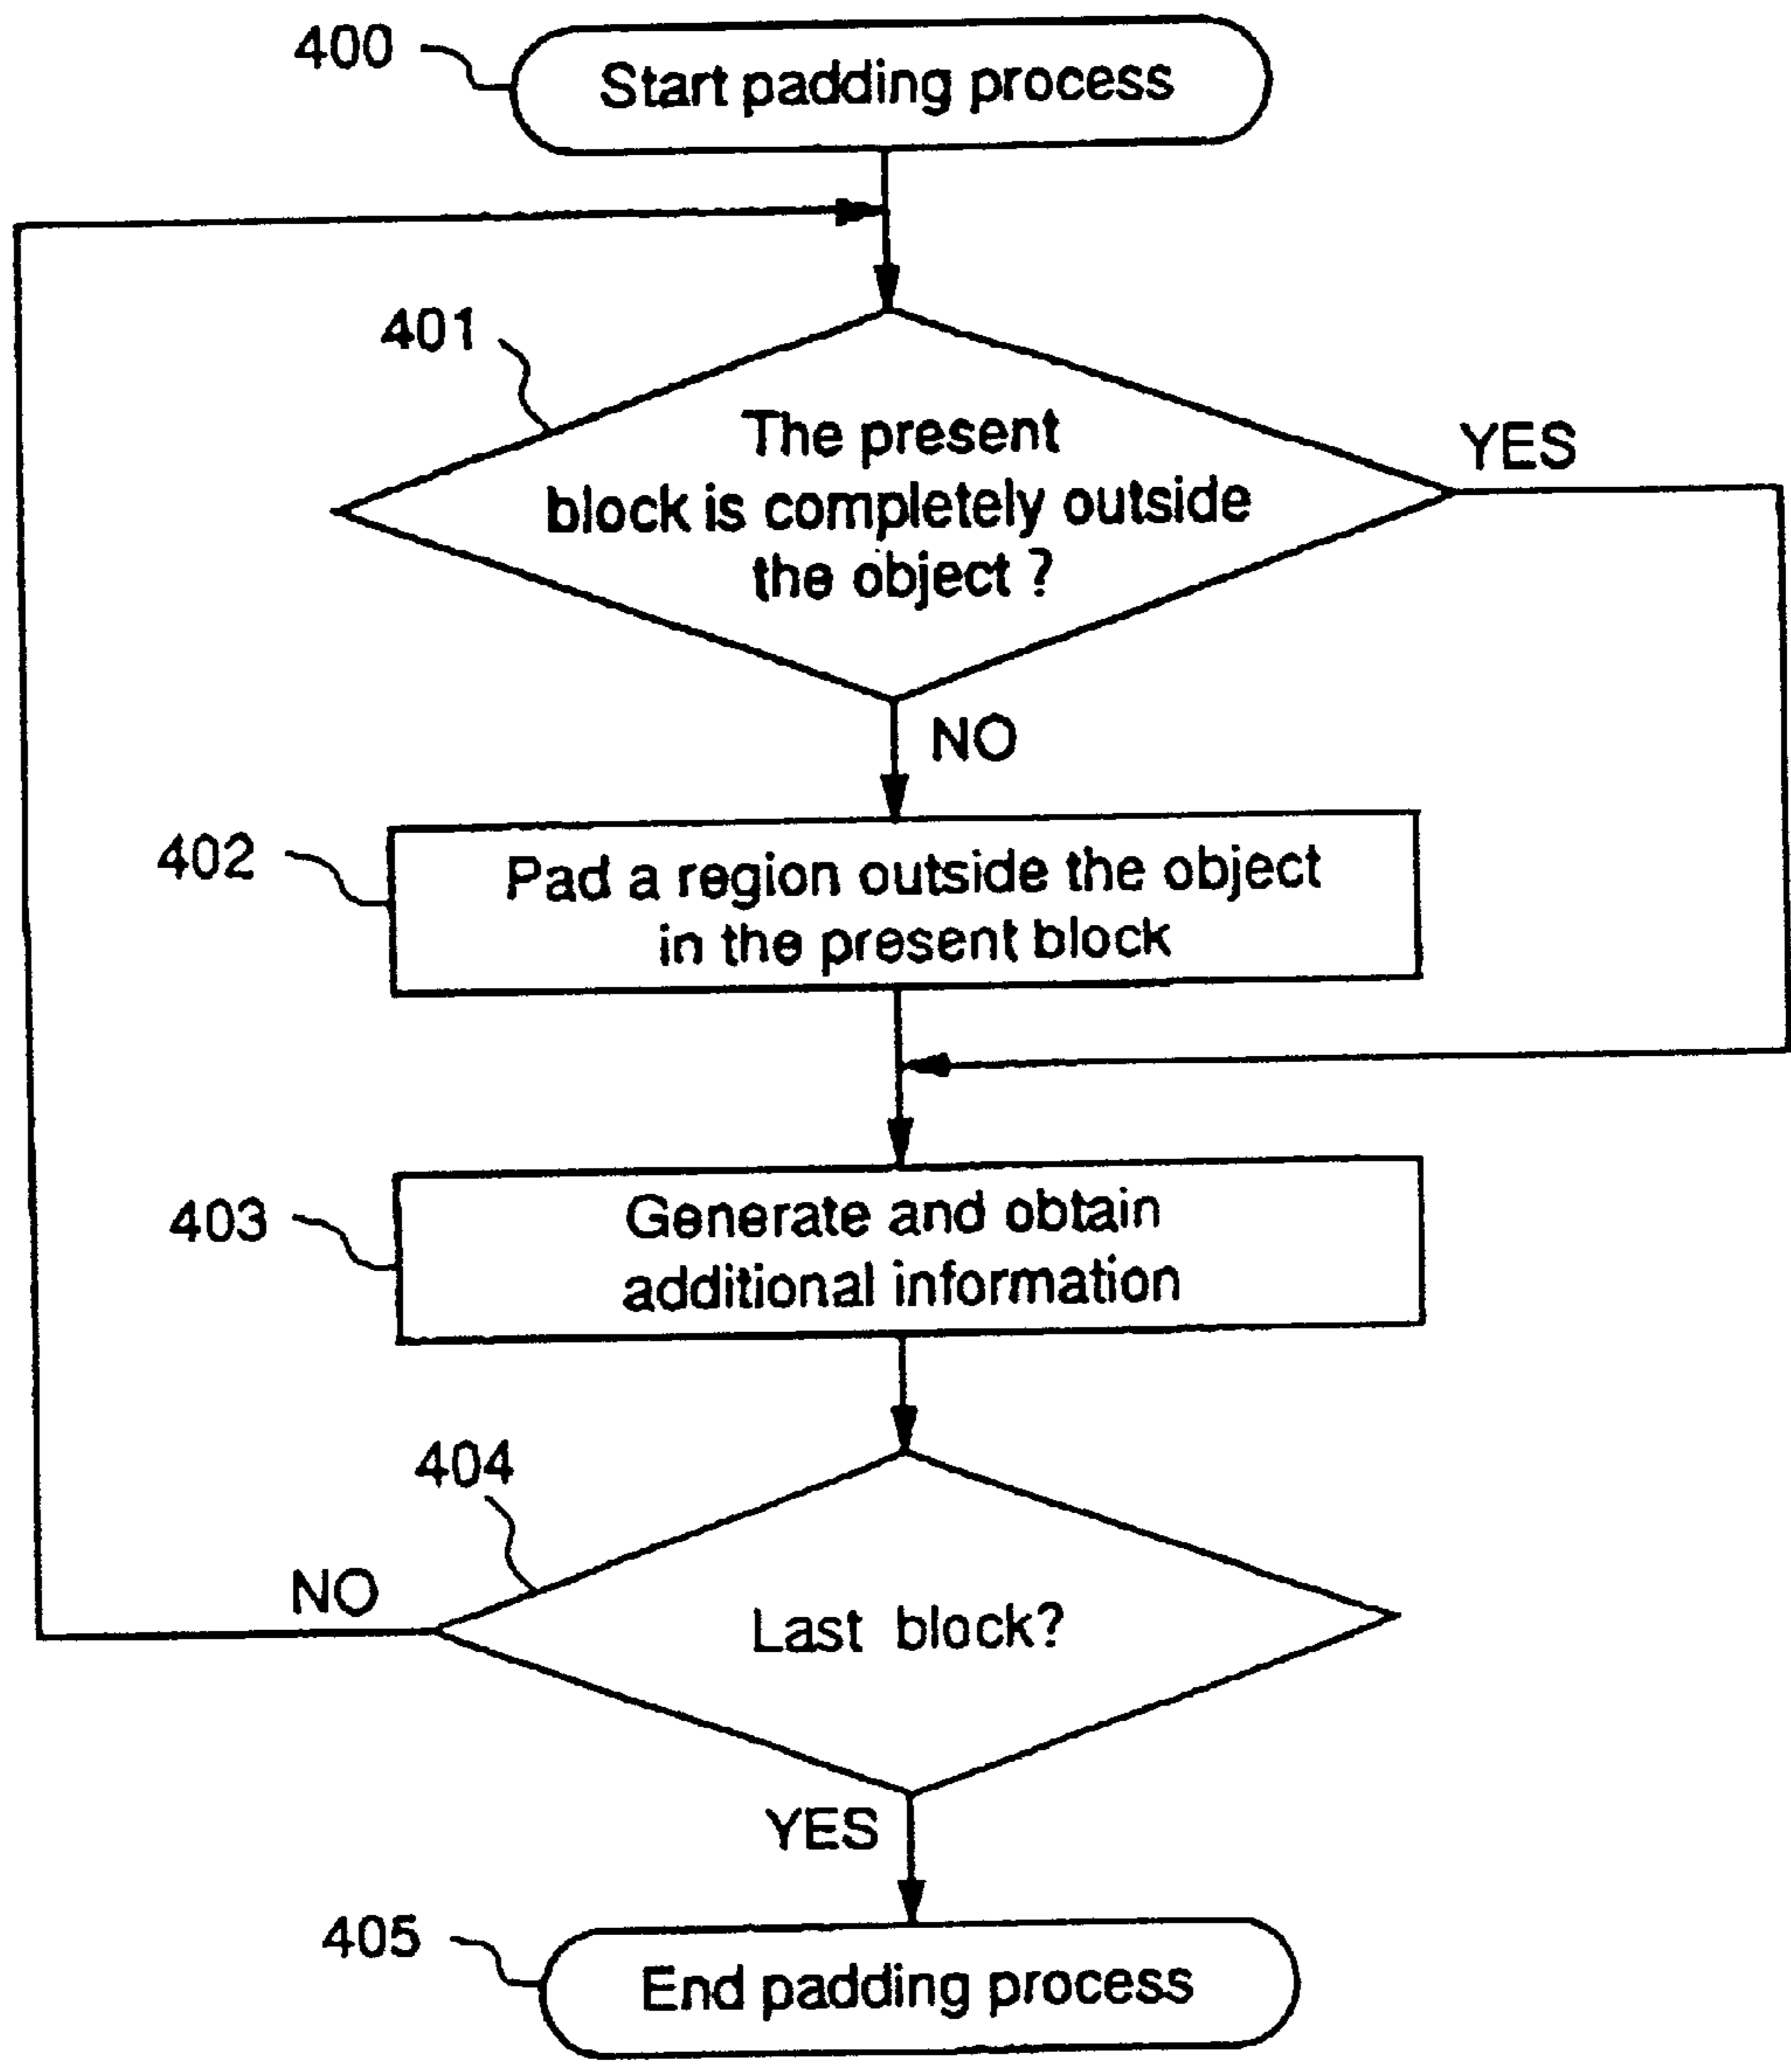 400
Start padding process
401
The present
block is completely outside
the object ?
YES
NO
402
Pad a region outside the object
in the present block
403
Generate and obtain
additional information
404
NO
Last block?
YES
405
End padding process